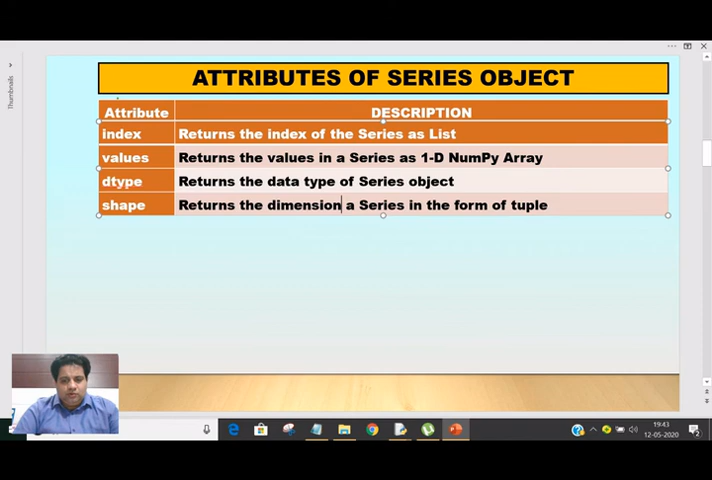 ATTRIBUTES OF SERIES OBJECT
Attribute DESCRIPTION
index Returns the index of the Series as List
values Returns the values in a Series as 1-D NumPy Array
dtype Returns the data type of Series object
shape Returns the dimension a Series in the form of tuple
Thumbnails
19:43
12-05-2020
2